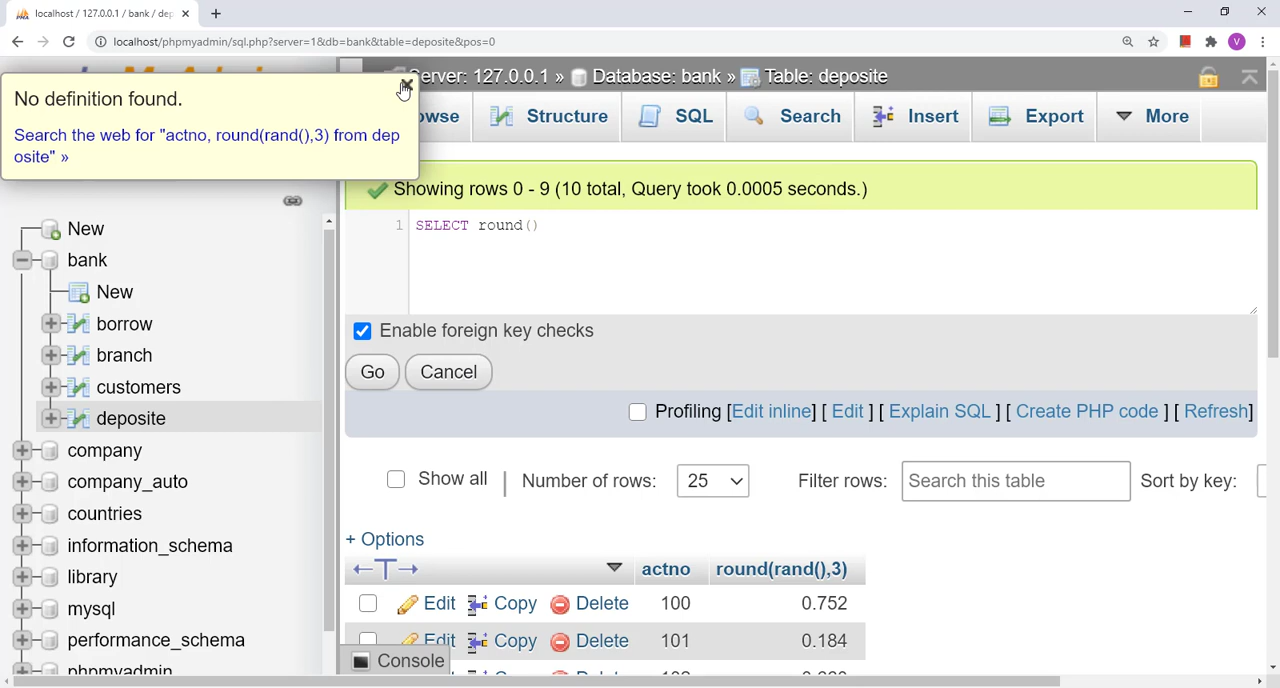 localhost / 127.0.0.1 / bank / dep
localhost/phpmyadmin/sql.php?server=1&db=bank&table=deposite&pos=0
V
No definition found.
Search the web for "actno, round(rand(),3) from dep
osite" »
New
bank
New
borrow
branch
customers
deposite
company
company_auto
countries
information_schema
library
mysql
performance_schema
phpmyadmin
Server: 127.0.0.1 » Database: bank » Table: deposite
wse Structure SQL Search Insert Export More
Showing rows 0 - 9 (10 total, Query took 0.0005 seconds.)
1 SELECT round()
Enable foreign key checks
Go Cancel
Profiling [Edit inline] [ Edit ] [ Explain SQL ] [ Create PHP code ] [ Refresh]
Show all | Number of rows: 25 Filter rows: Search this table Sort by key:
+ Options
←T→ actno round(rand(),3)
Edit Copy Delete 100 0.752
Edit Copy Delete 101 0.184
Console